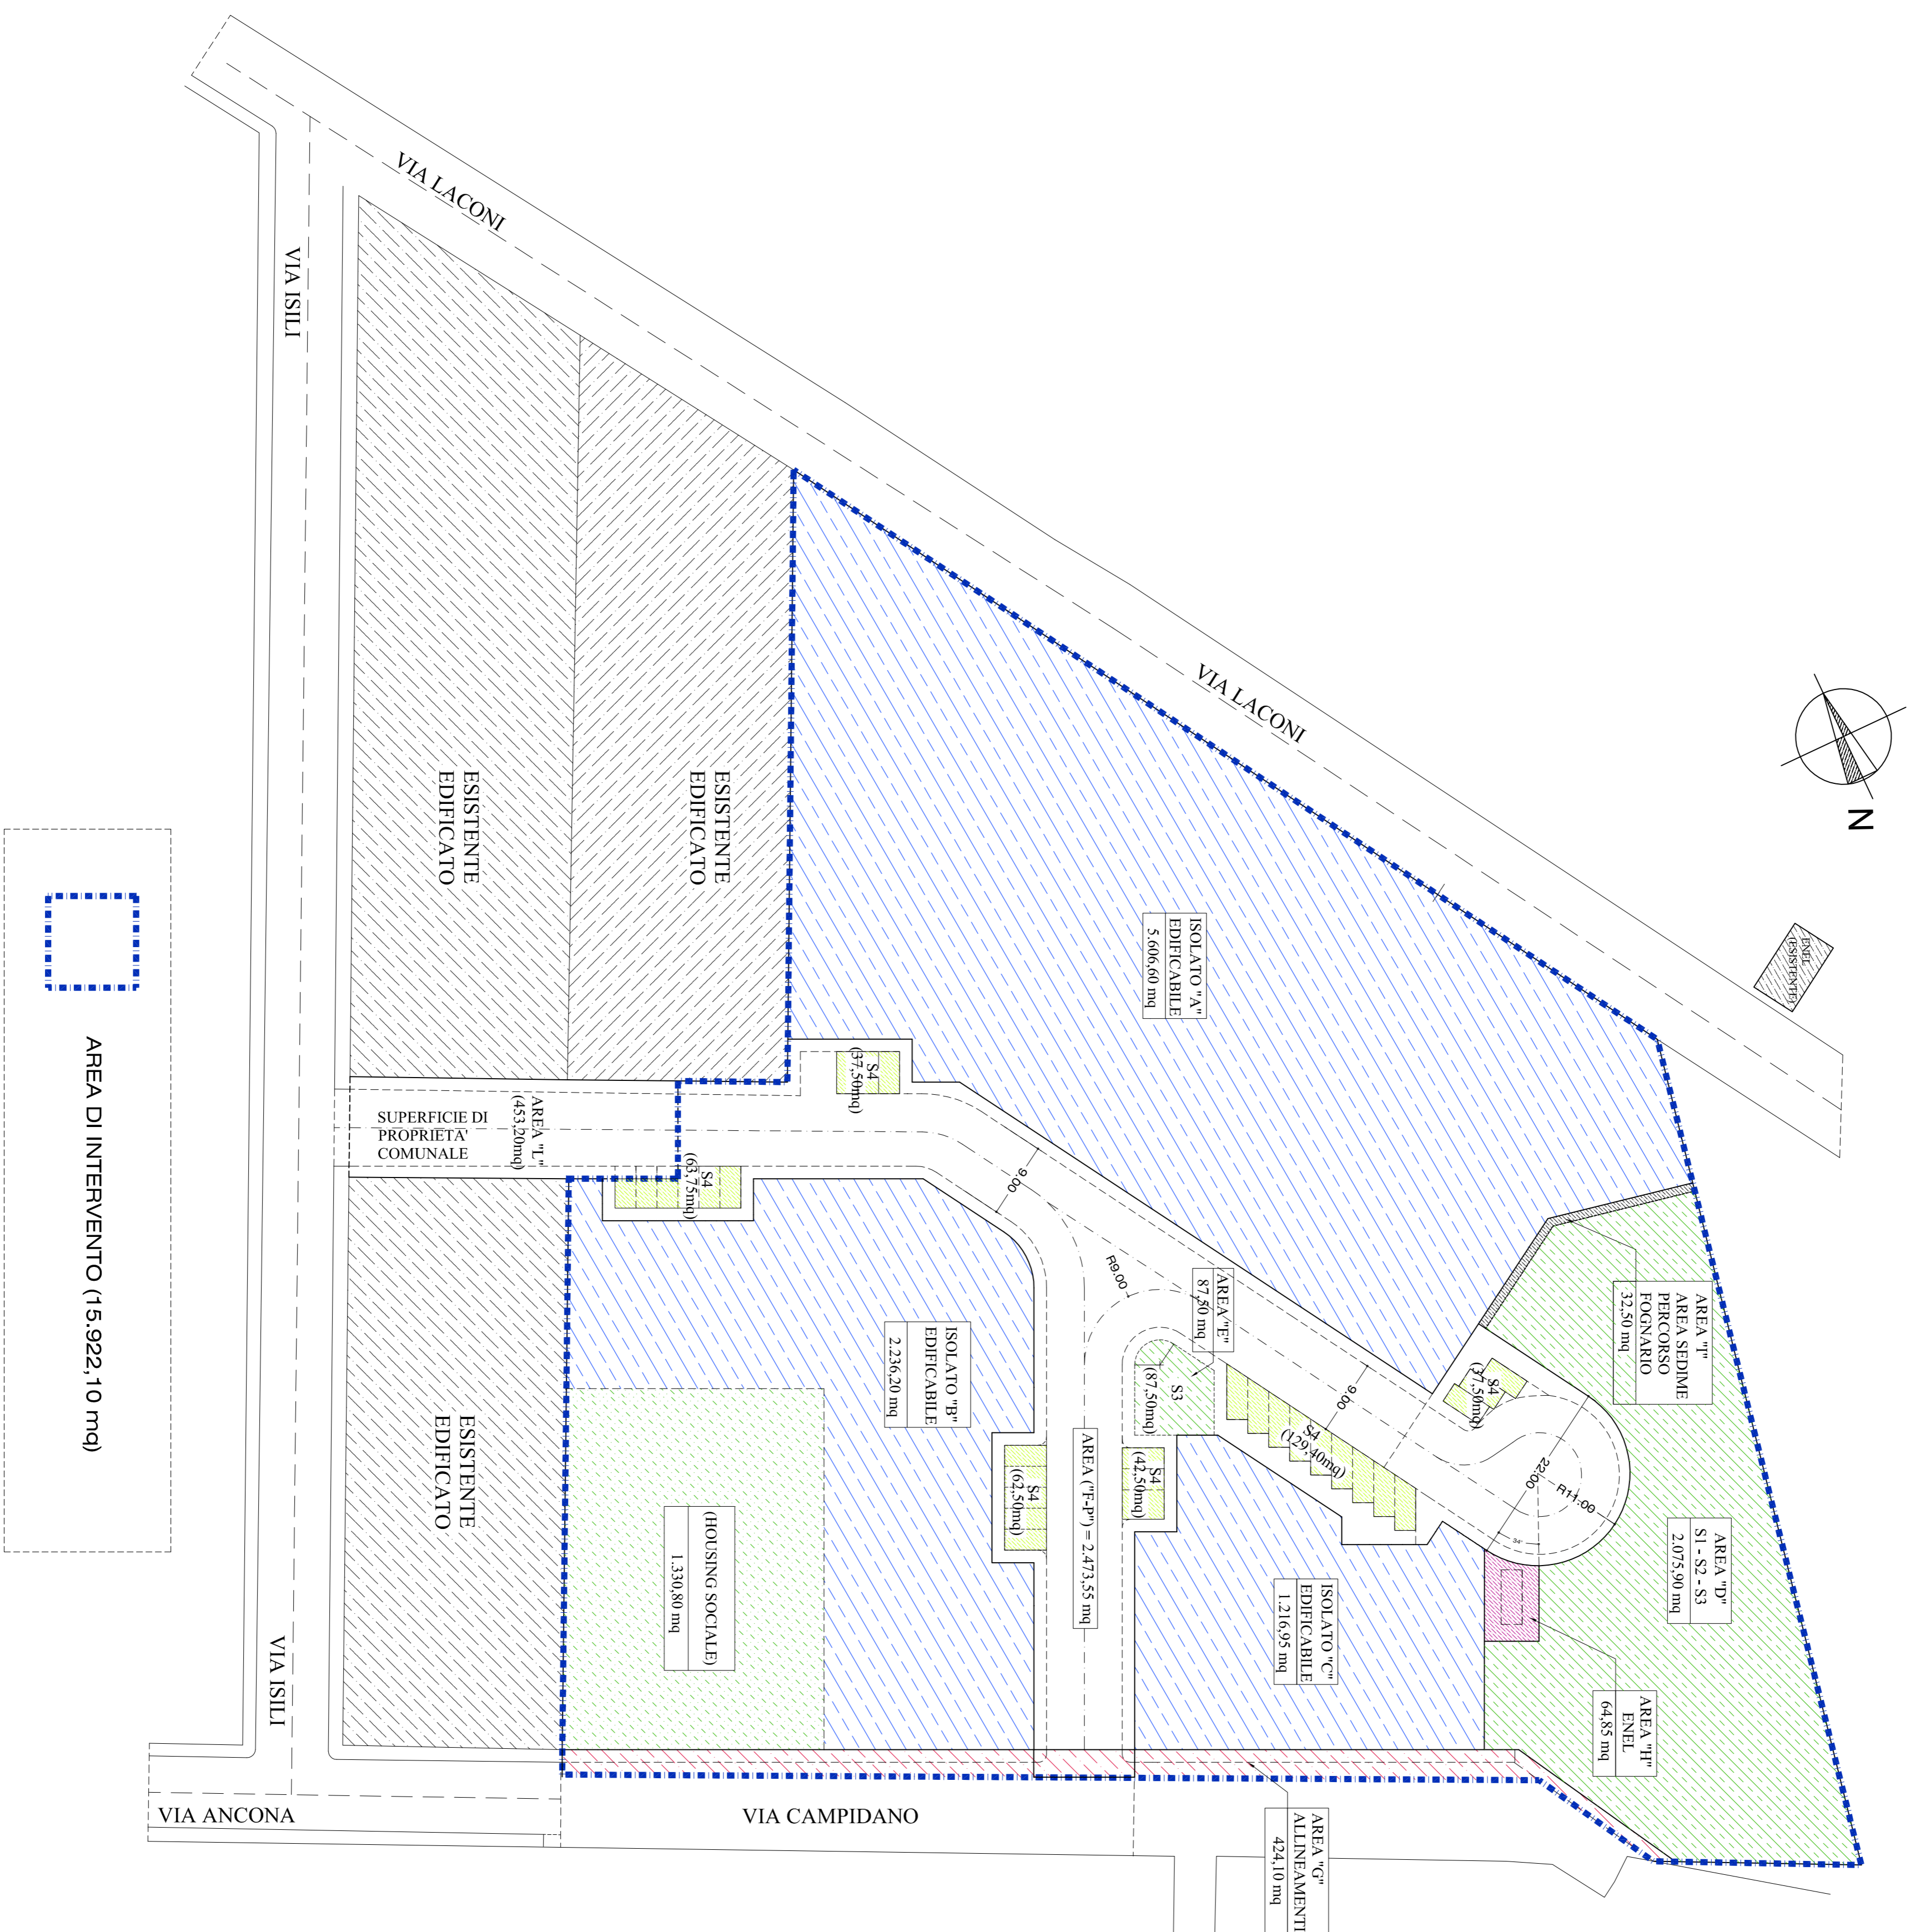 VIA LACONI
VIA ISILI
VIA LACONI
N
ENEL
(ESISTENTE)
ESISTENTE
EDIFICATO
ESISTENTE
EDIFICATO
ISOLATO "A"
EDIFICABILE
5.606,60 mq
AREA DI INTERVENTO (15.922,10 mq)
SUPERFICIE DI
PROPRIETA'
COMUNALE
AREA "L"
(453,20mq)
S4
(37,50mq)
S4
(63,75mq)
9.00
R9.00
AREA "E"
87,50 mq
S3
(87,50mq)
9.00
S4
(129,40mq)
S4
(37,50mq)
22.00
R11.00
34
AREA "I"
AREA SEDIME
PERCORSO
FOGNARIO
32,50 mq
ISOLATO "B"
EDIFICABILE
2.236,20 mq
S4
(62,50mq)
AREA ("F-P") = 2.473,55 mq
S4
(42,50mq)
AREA "D"
S1 - S2 - S3
2.075,90 mq
ESISTENTE
EDIFICATO
(HOUSING SOCIALE)
1.330,80 mq
ISOLATO "C"
EDIFICABILE
1.216,95 mq
AREA "H"
ENEL
64,85 mq
VIA ISILI
VIA ANCONA
VIA CAMPIDANO
AREA "G"
ALLINEAMENTI
424,10 mq